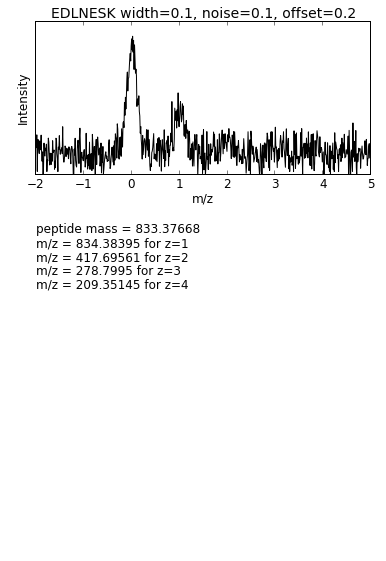 EDLNESK width=0.1, noise=0.1, offset=0.2
Intensity
−2 −1 0 1 2 3 4 5
m/z
peptide mass = 833.37668
m/z = 834.38395 for z=1
m/z = 417.69561 for z=2
m/z = 278.7995 for z=3
m/z = 209.35145 for z=4